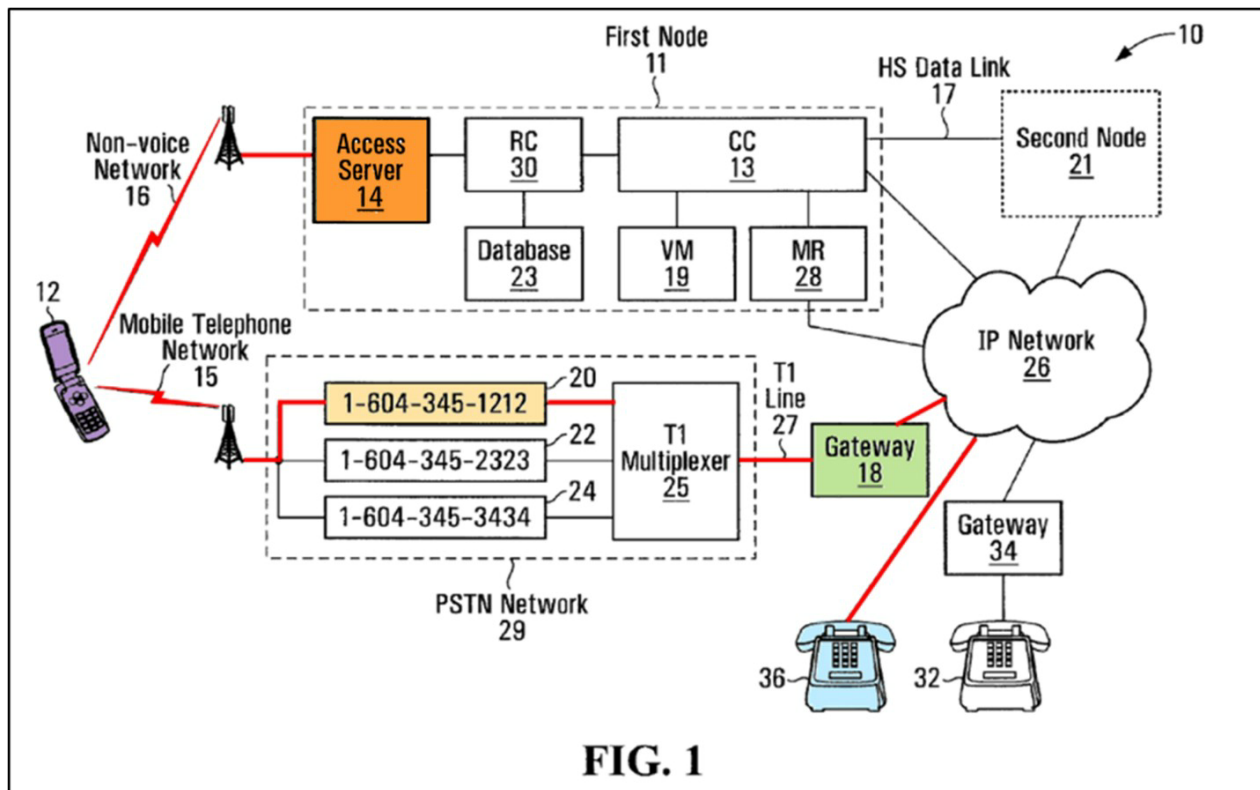 First Node
11
10
HS Data Link
17
Non-voice
Network
16
Access
Server
14
RC
30
CC
13
Second Node
21
Database
23
VM
19
MR
28
12
Mobile Telephone
Network
15
IP Network
26
20
1-604-345-1212
22
1-604-345-2323
24
1-604-345-3434
T1
Multiplexer
25
T1
Line
27
Gateway
18
Gateway
34
PSTN Network
29
36
32
FIG. 1